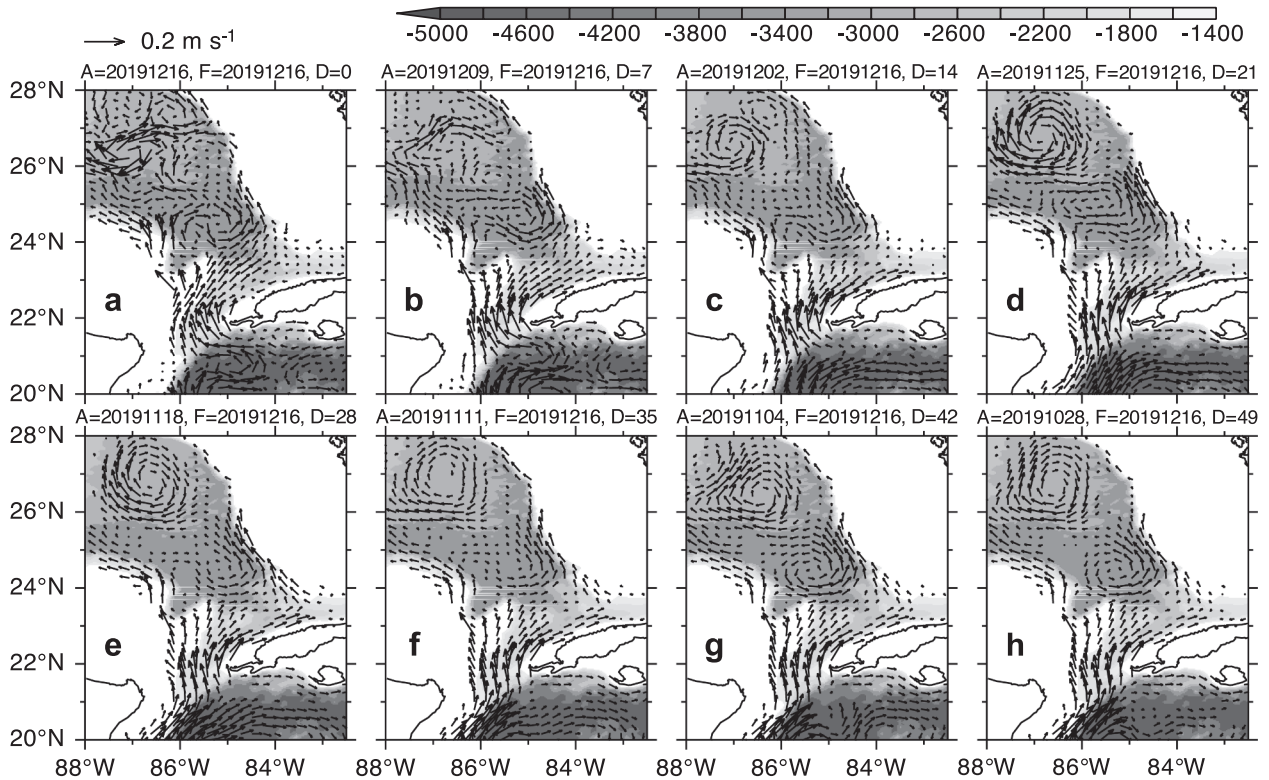 0.2 m s-1
-5000 -4600 -4200 -3800 -3400 -3000 -2600 -2200 -1800 -1400
A=20191216, F=20191216, D=0 A=20191209, F=20191216, D=7 A=20191202, F=20191216, D=14 A=20191125, F=20191216, D=21
28°N
26°N
24°N
a b c d
22°N
20°N
A=20191118, F=20191216, D=28 A=20191111, F=20191216, D=35 A=20191104, F=20191216, D=42 A=20191028, F=20191216, D=49
28°N
26°N
24°N
e f g h
22°N
20°N
88°W 86°W 84°W 88°W 86°W 84°W 88°W 86°W 84°W 88°W 86°W 84°W